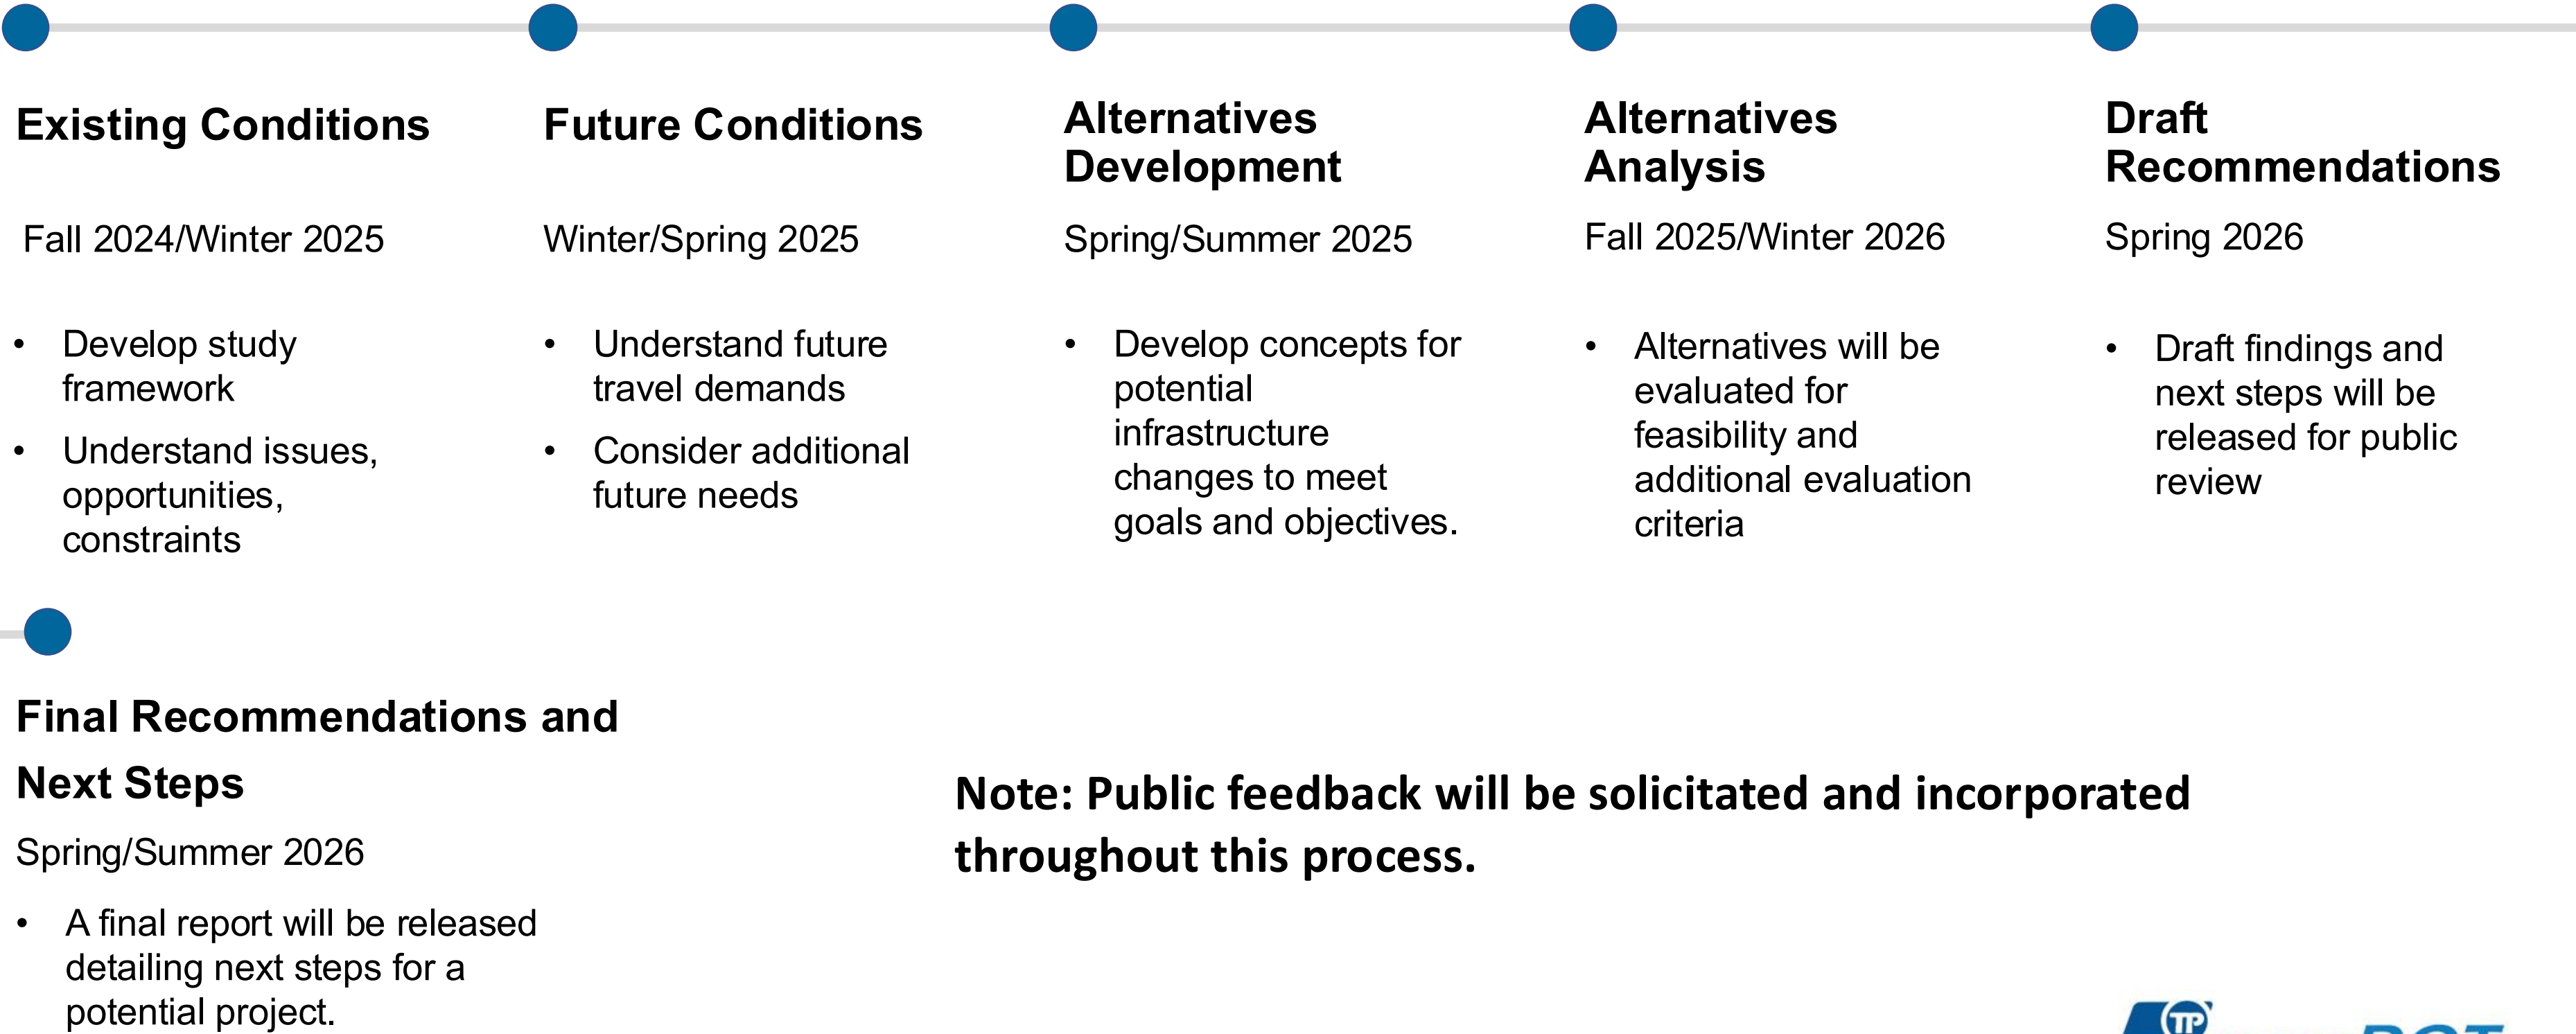 Existing Conditions
Fall 2024/Winter 2025
• Develop study
framework
• Understand issues,
opportunities,
constraints
Future Conditions
Winter/Spring 2025
• Understand future
travel demands
• Consider additional
future needs
Alternatives
Development
Spring/Summer 2025
• Develop concepts for
potential
infrastructure
changes to meet
goals and objectives.
Alternatives
Analysis
Fall 2025/Winter 2026
• Alternatives will be
evaluated for
feasibility and
additional evaluation
criteria
Draft
Recommendations
Spring 2026
• Draft findings and
next steps will be
released for public
review
Final Recommendations and
Next Steps
Spring/Summer 2026
• A final report will be released
detailing next steps for a
potential project.
Note: Public feedback will be solicitated and incorporated
throughout this process.
TP